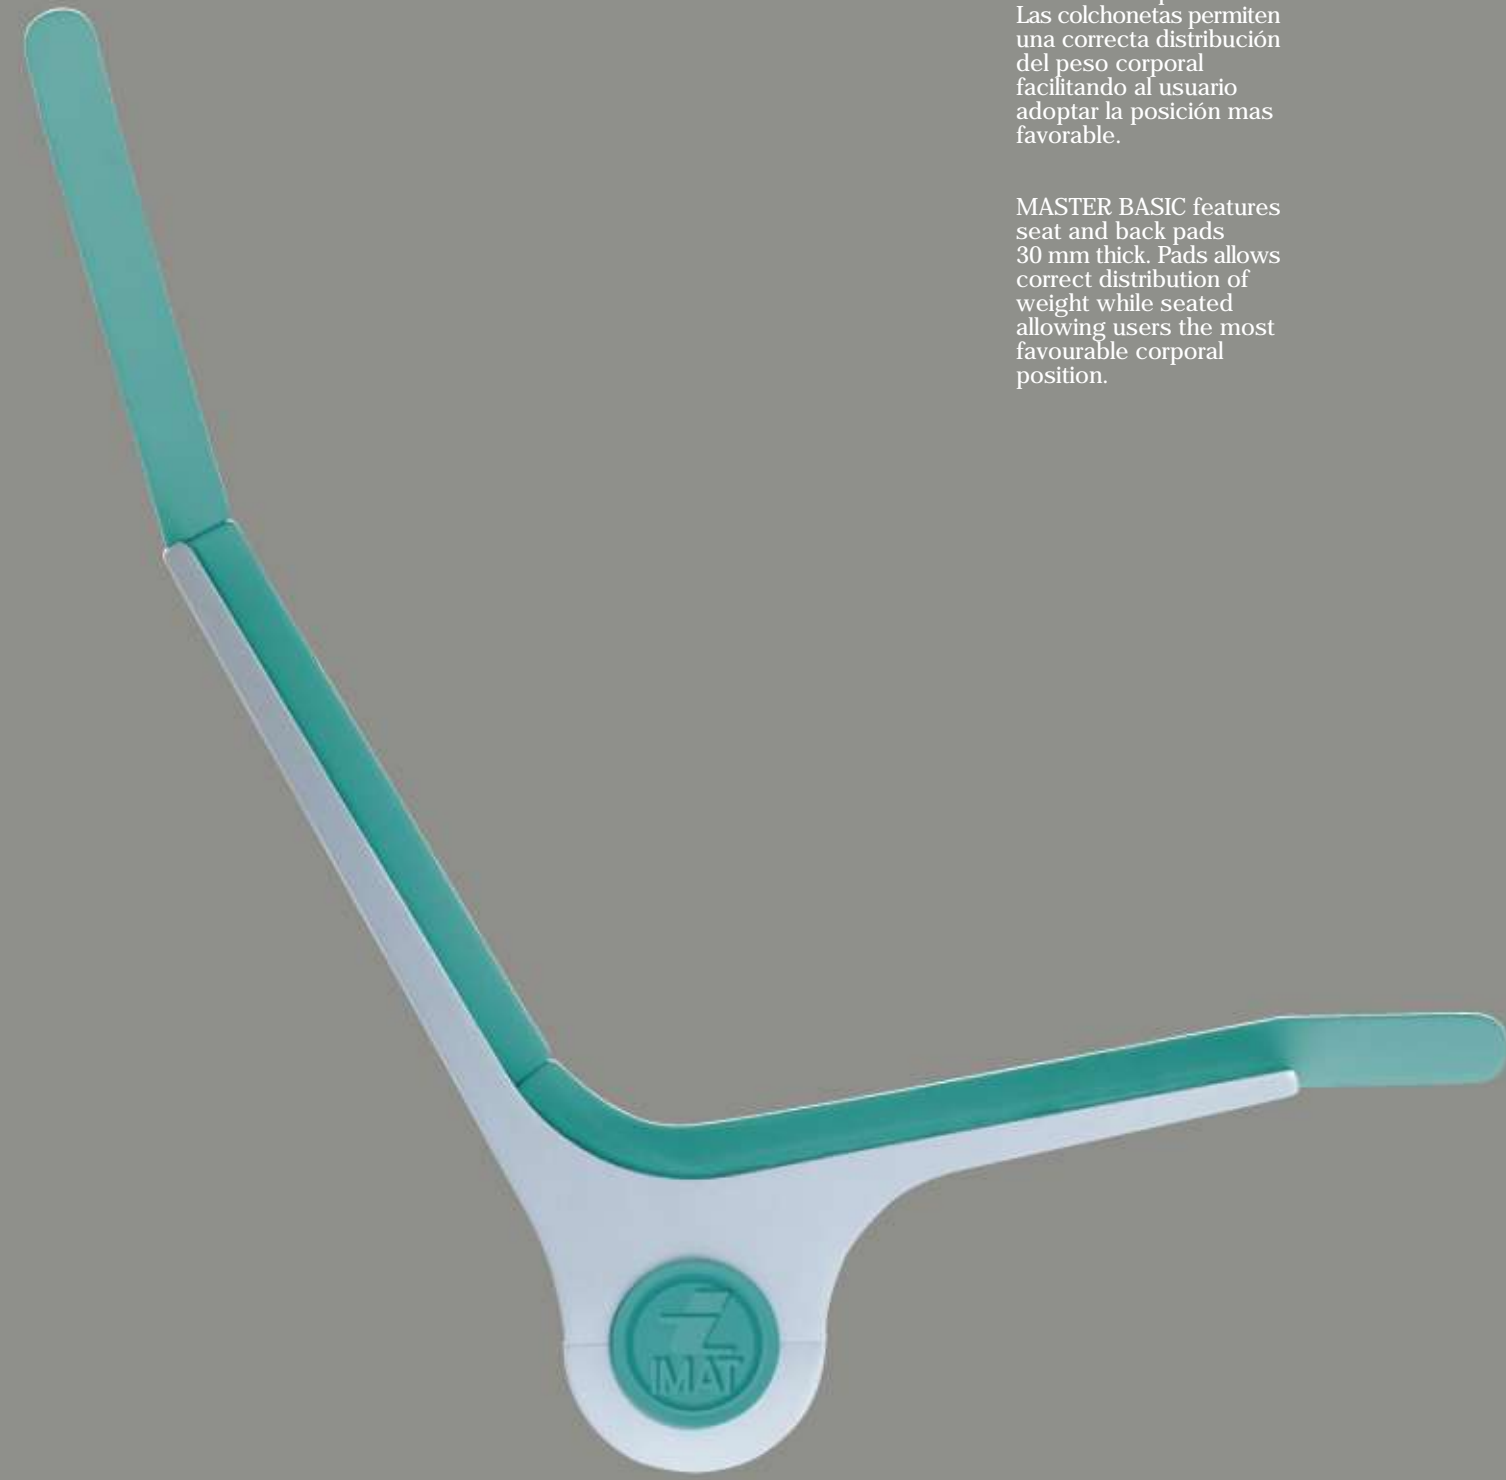 Las colchonetas permiten
una correcta distribución
del peso corporal
facilitando al usuario
adoptar la posición mas
favorable.
MASTER BASIC features
seat and back pads
30 mm thick. Pads allows
correct distribution of
weight while seated
allowing users the most
favourable corporal
position.
IMAT